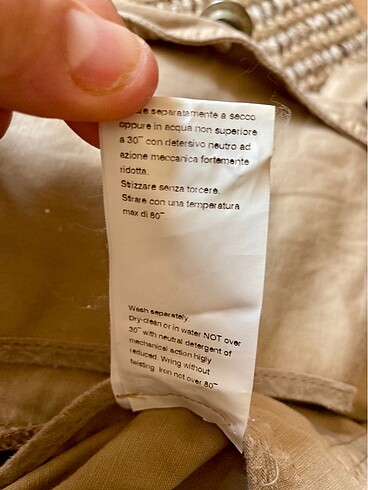 separatamente a secco
oppure in acqua non superiore
a 30¯ con detersivo neutro ad
azione meccanica fortemente
ridotta.
Strizzare senza torcere.
Stirare con una temperatura
max di 80¯
Wash separately.
Dry-clean or in water NOT over
30¯ with neutral detergent of
mechanical action higly
reduced. Wring without
twisting. Iron not over 80¯